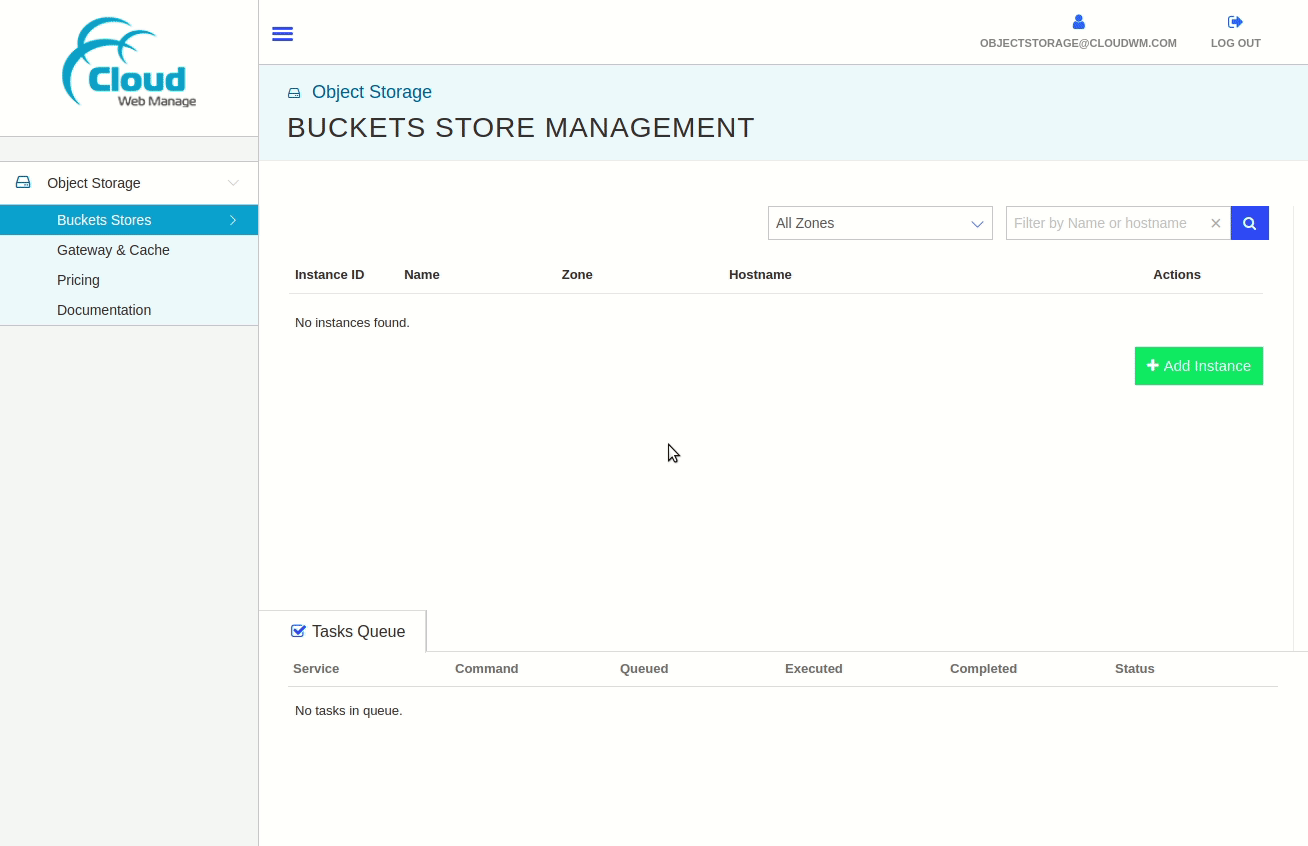 Cloud
Web Manage
OBJECTSTORAGE@CLOUDWM.COM
LOG OUT
Object Storage
BUCKETS STORE MANAGEMENT
Object Storage
Buckets Stores
Gateway & Cache
Pricing
Documentation
All Zones
Filter by Name or hostname
Instance ID Name Zone Hostname Actions
No instances found.
Add Instance
Tasks Queue
Service Command Queued Executed Completed Status
No tasks in queue.